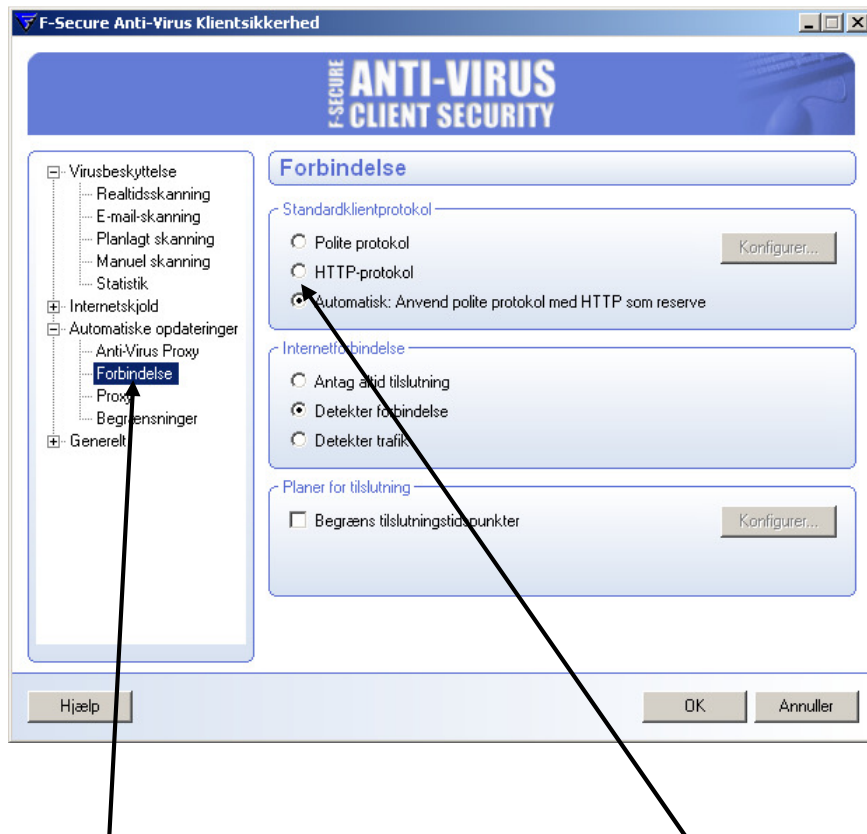 F-Secure Anti-Virus Klientsikkerhed
F-SECURE
ANTI-VIRUS
CLIENT SECURITY
Virusbeskyttelse
Realtidsskanning
E-mail-skanning
Planlagt skanning
Manuel skanning
Statistik
Internetskjold
Automatiske opdateringer
Anti-Virus Proxy
Forbindelse
Proxy
Begrænsninger
Generelt
Forbindelse
Standardklientprotokol
Polite protokol
Konfigurer...
HTTP-protokol
Automatisk: Anvend polite protokol med HTTP som reserve
Internetforbindelse
Antag altid tilslutning
Detekter forbindelse
Detekter trafik
Planer for tilslutning
Begræns tilslutningstidspunkter
Konfigurer...
Hjælp
OK
Annuller